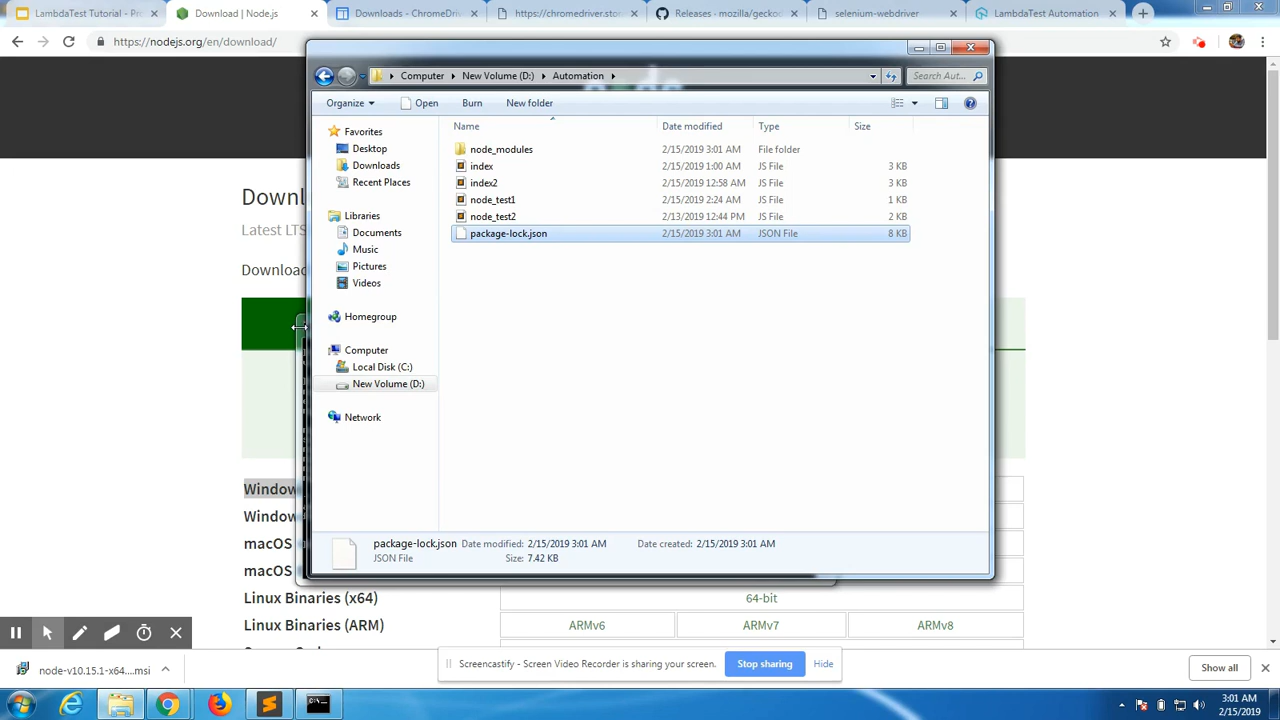 LambdaTest Tutorial - Pro
Download | Node.js
Downloads - ChromeDri
https://chromedriver.stor
Releases - mozilla/gecko
selenium-webdriver
LambdaTest Automation
https://nodejs.org/en/download/
Computer
New Volume (D:)
Automation
Search Aut...
Organize
Open
Burn
New folder
Name
Date modified
Type
Size
Favorites
Desktop
Downloads
Recent Places
Libraries
Documents
Music
Pictures
Videos
Homegroup
Computer
Local Disk (C:)
New Volume (D:)
Network
node_modules 2/15/2019 3:01 AM File folder
index 2/15/2019 1:00 AM JS File 3 KB
index2 2/15/2019 12:58 AM JS File 3 KB
node_test1 2/15/2019 2:24 AM JS File 1 KB
node_test2 2/13/2019 12:44 PM JS File 2 KB
package-lock.json 2/15/2019 3:01 AM JSON File 8 KB
package-lock.json Date modified: 2/15/2019 3:01 AM Date created: 2/15/2019 3:01 AM
JSON File Size: 7.42 KB
Downl
Latest LTS
Download
Window
Window
macOS
macOS
Linux Binaries (x64) 64-bit
Linux Binaries (ARM) ARMv6 ARMv7 ARMv8
Screencastify - Screen Video Recorder is sharing your screen.
Stop sharing
Hide
node-v10.15.1-x64....msi
Show all
3:01 AM
2/15/2019